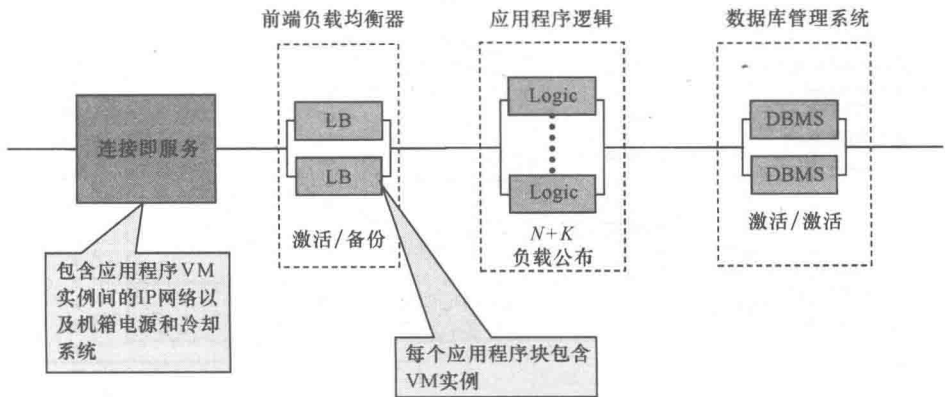 前端负载均衡器
应用程序逻辑
数据库管理系统
连接即服务
LB
LB
激活/备份
Logic
Logic
N+K
负载公布
DBMS
DBMS
激活/激活
包含应用程序VM
实例间的IP网络以
及机箱电源和冷却
系统
每个应用程序块包含
VM实例